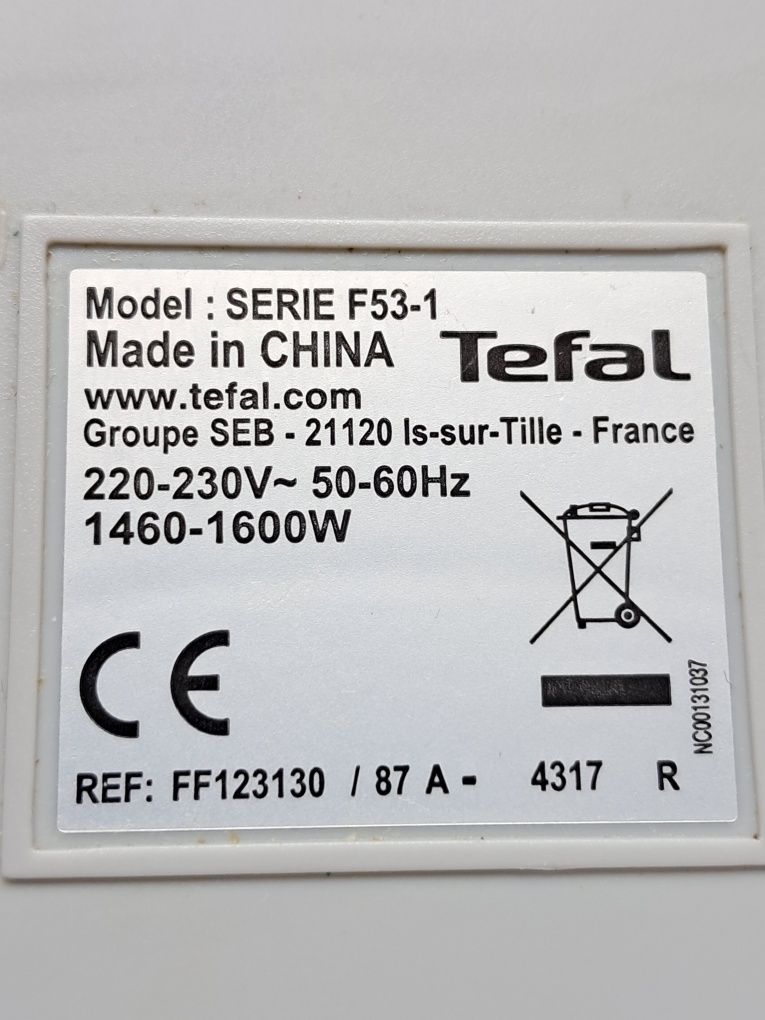 Model : SERIE F53-1
Made in CHINA
Tefal
www.tefal.com
Groupe SEB - 21120 Is-sur-Tille - France
220-230V~ 50-60Hz
1460-1600W
CE
NC00131037
REF: FF123130 / 87 A - 4317 R